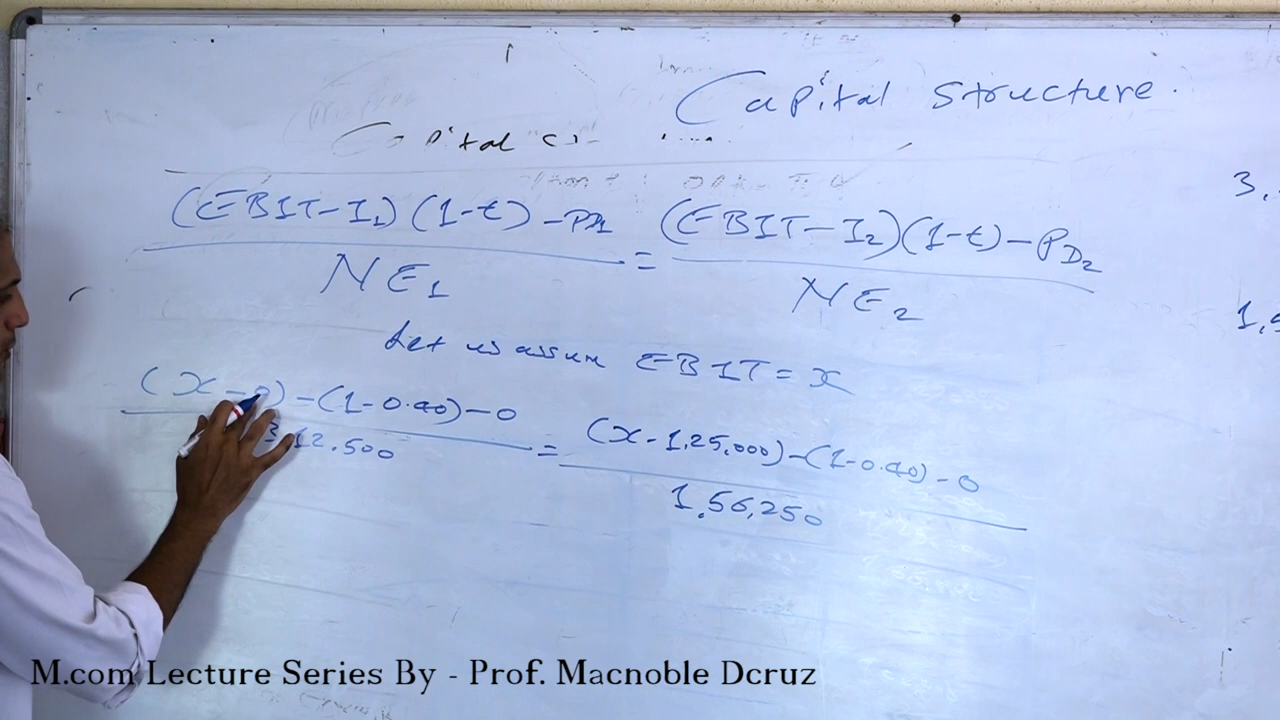 Capital Structure.
(EBIT-I1) (1-t) -PD1 = (EBIT-I2) (1-t) -PD2
NE1 NE2
Let us assum EBIT = x
(x-0) - (1-0.40) - 0 = (x-1,25,000) - (1-0.40) - 0
3,12,500 1,56,250
M.com Lecture Series By - Prof. Macnoble Dcruz